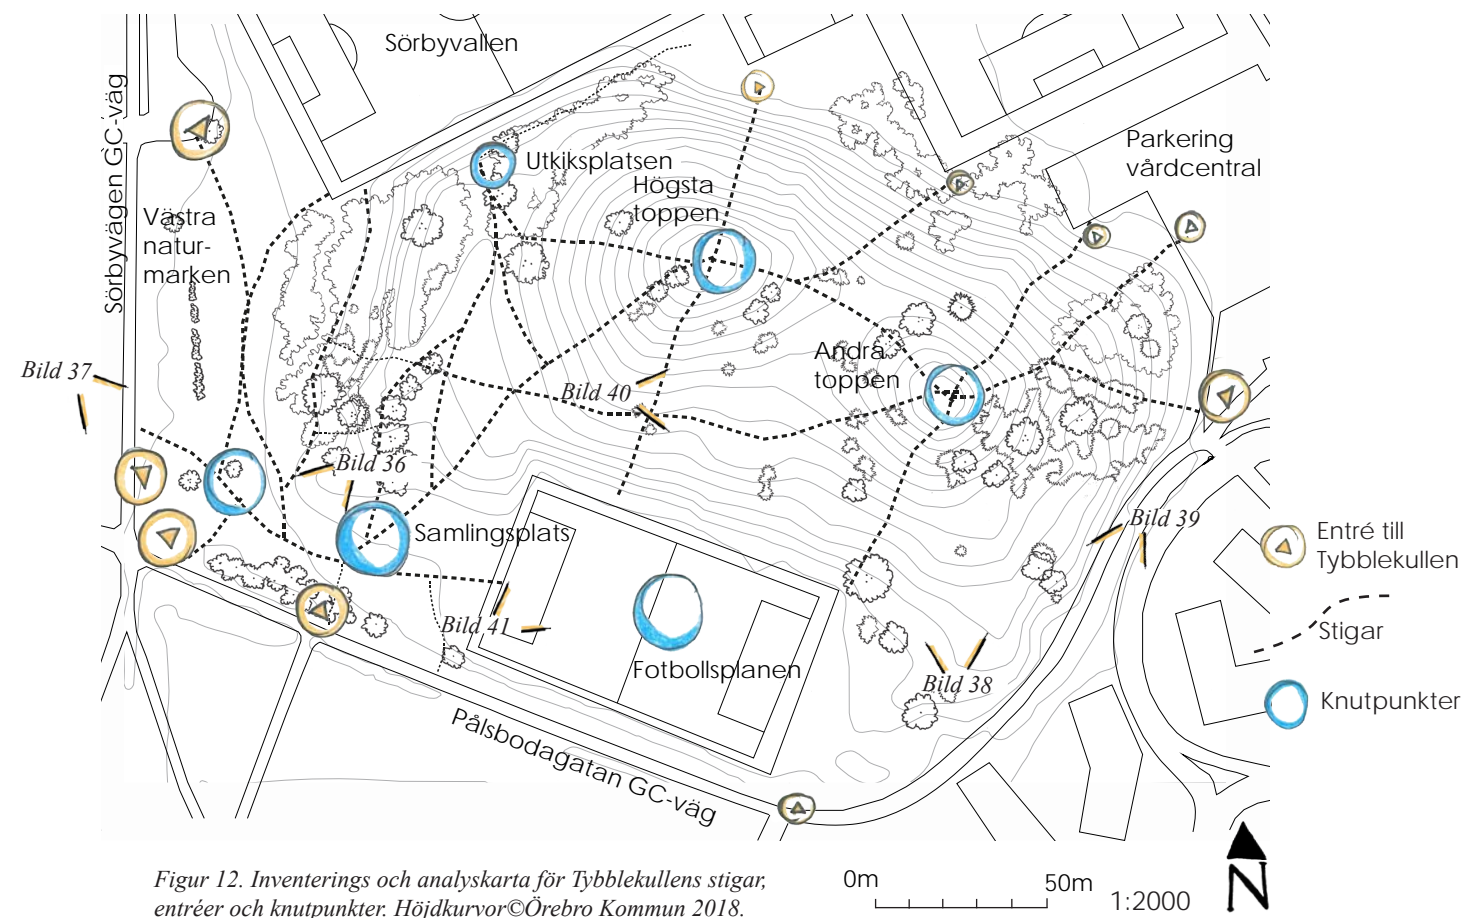 Sörbyvallen
Sörbyvägen GC-väg
Parkering
vårdcentral
Utkiksplatsen
Högsta
toppen
Västra
natur-
marken
Andra
toppen
Bild 37
Bild 40
Bild 36
Samlingsplats
Bild 39
Entré till
Tybblekullen
Bild 41
Stigar
Fotbollsplanen
Bild 38
Knutpunkter
Pålsbodagatan GC-väg
Figur 12. Inventerings och analyskarta för Tybblekullens stigar,
entréer och knutpunkter. Höjdkurvor©Örebro Kommun 2018.
0m 50m
1:2000
N